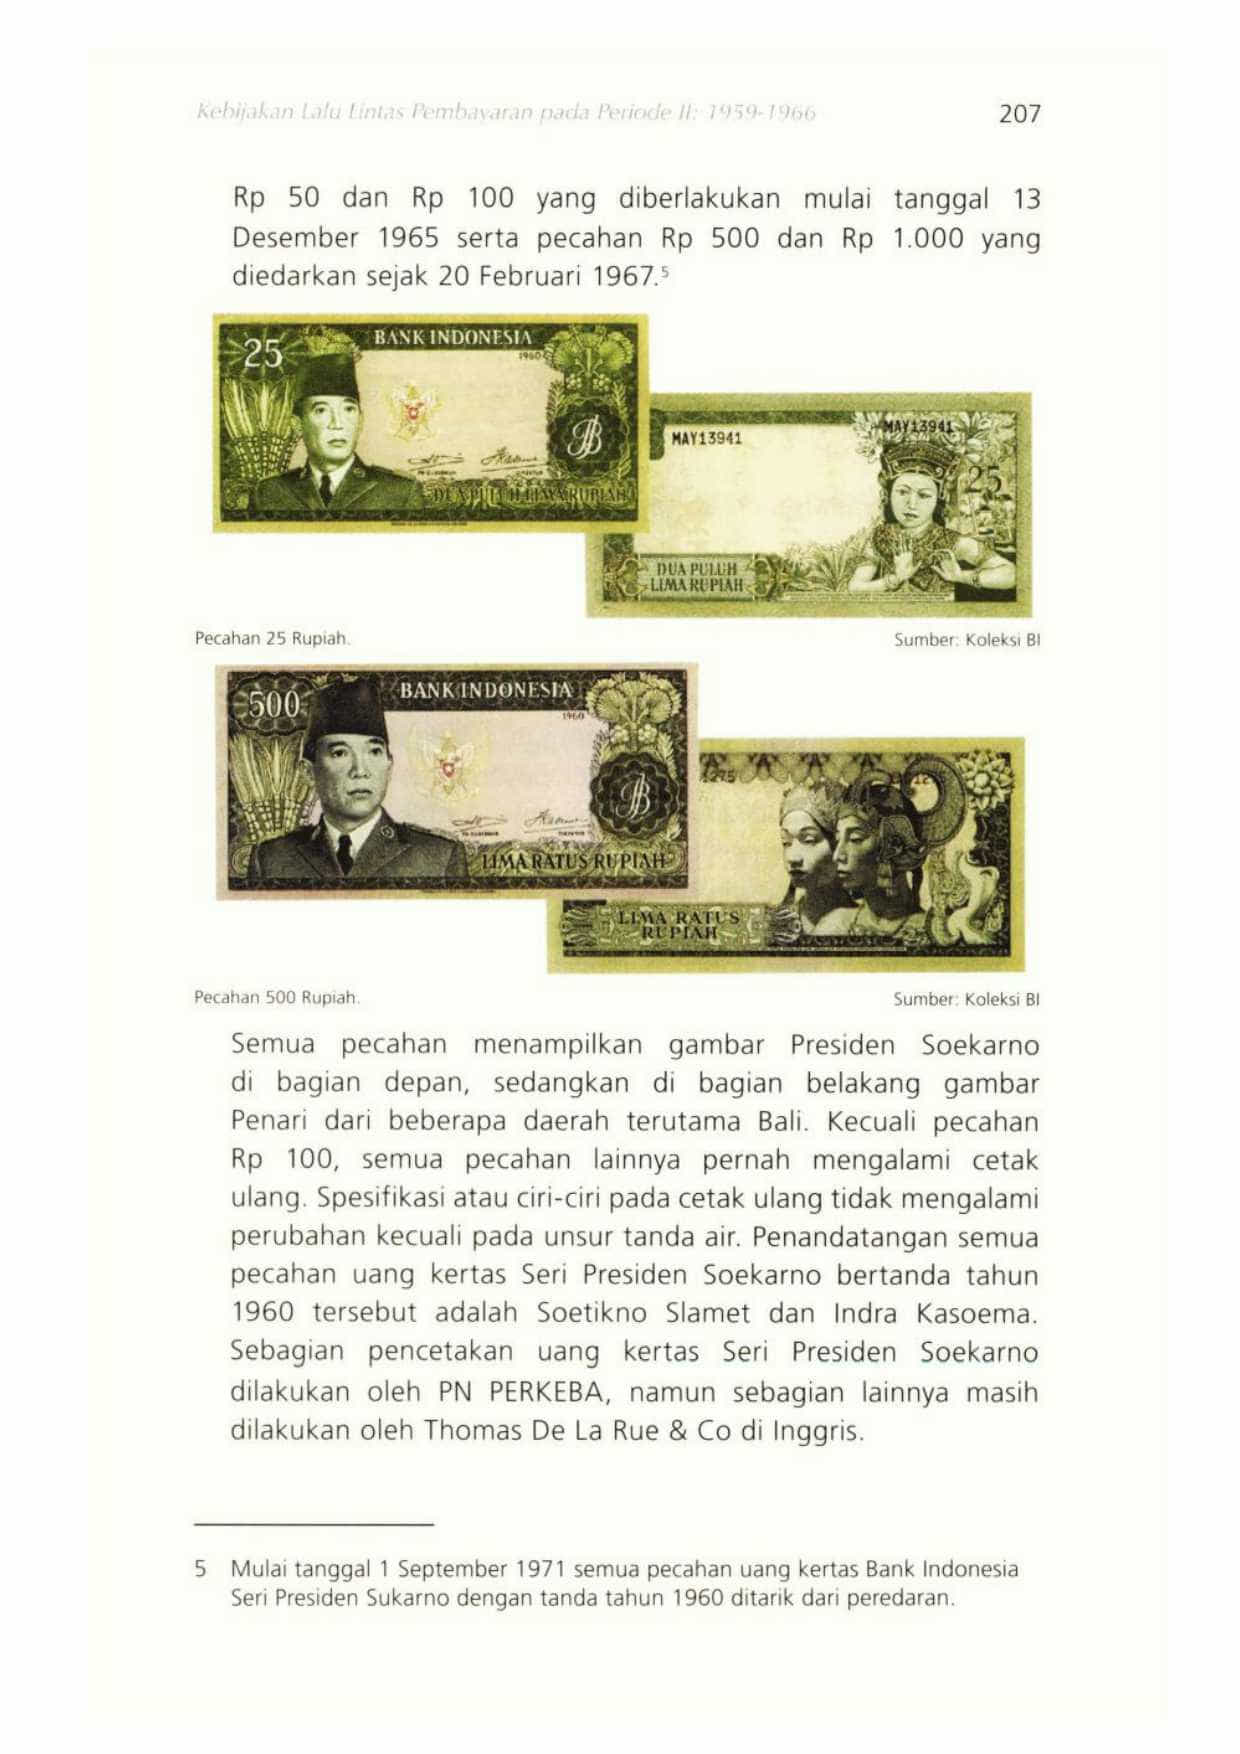 Kebijakan Lalu Lintas Pembayaran pada Periode II: 1959-1966
207
Rp 50 dan Rp 100 yang diberlakukan mulai tanggal 13
Desember 1965 serta pecahan Rp 500 dan Rp 1.000 yang
diedarkan sejak 20 Februari 1967.⁵
25
BANK INDONESIA
1960
DUA PULUH LIMA RUPIAH
MAY13941
MAY13941
25
DUA PULUH
LIMA RUPIAH
Pecahan 25 Rupiah.
Sumber: Koleksi BI
500
BANK INDONESIA
1960
LIMA RATUS RUPIAH
LIMA RATUS
RUPIAH
Pecahan 500 Rupiah.
Sumber: Koleksi BI
Semua pecahan menampilkan gambar Presiden Soekarno
di bagian depan, sedangkan di bagian belakang gambar
Penari dari beberapa daerah terutama Bali. Kecuali pecahan
Rp 100, semua pecahan lainnya pernah mengalami cetak
ulang. Spesifikasi atau ciri-ciri pada cetak ulang tidak mengalami
perubahan kecuali pada unsur tanda air. Penandatangan semua
pecahan uang kertas Seri Presiden Soekarno bertanda tahun
1960 tersebut adalah Soetikno Slamet dan Indra Kasoema.
Sebagian pencetakan uang kertas Seri Presiden Soekarno
dilakukan oleh PN PERKEBA, namun sebagian lainnya masih
dilakukan oleh Thomas De La Rue & Co di Inggris.
5 Mulai tanggal 1 September 1971 semua pecahan uang kertas Bank Indonesia
Seri Presiden Sukarno dengan tanda tahun 1960 ditarik dari peredaran.